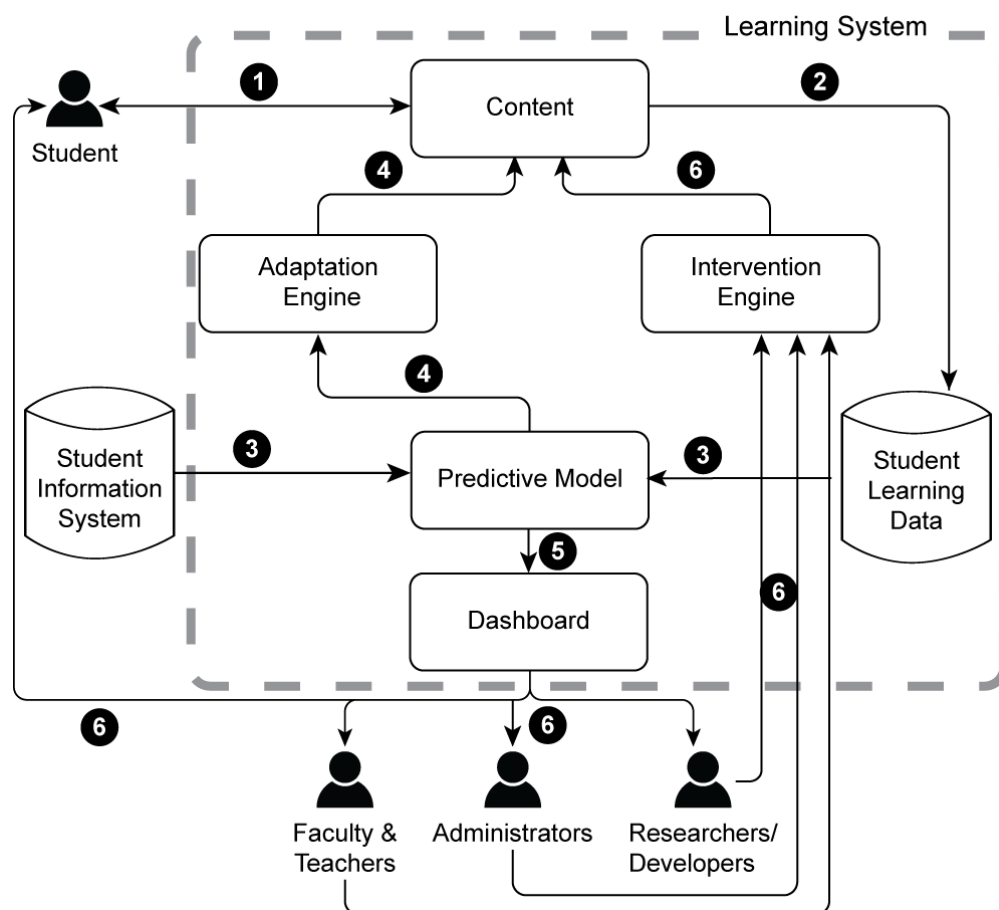 Learning System
1
2
Content
Student
4
6
Adaptation
Engine
Intervention
Engine
4
Student
Information
System
3
Predictive Model
3
Student
Learning
Data
5
Dashboard
6
6
6
Faculty &
Teachers
Administrators
Researchers/
Developers